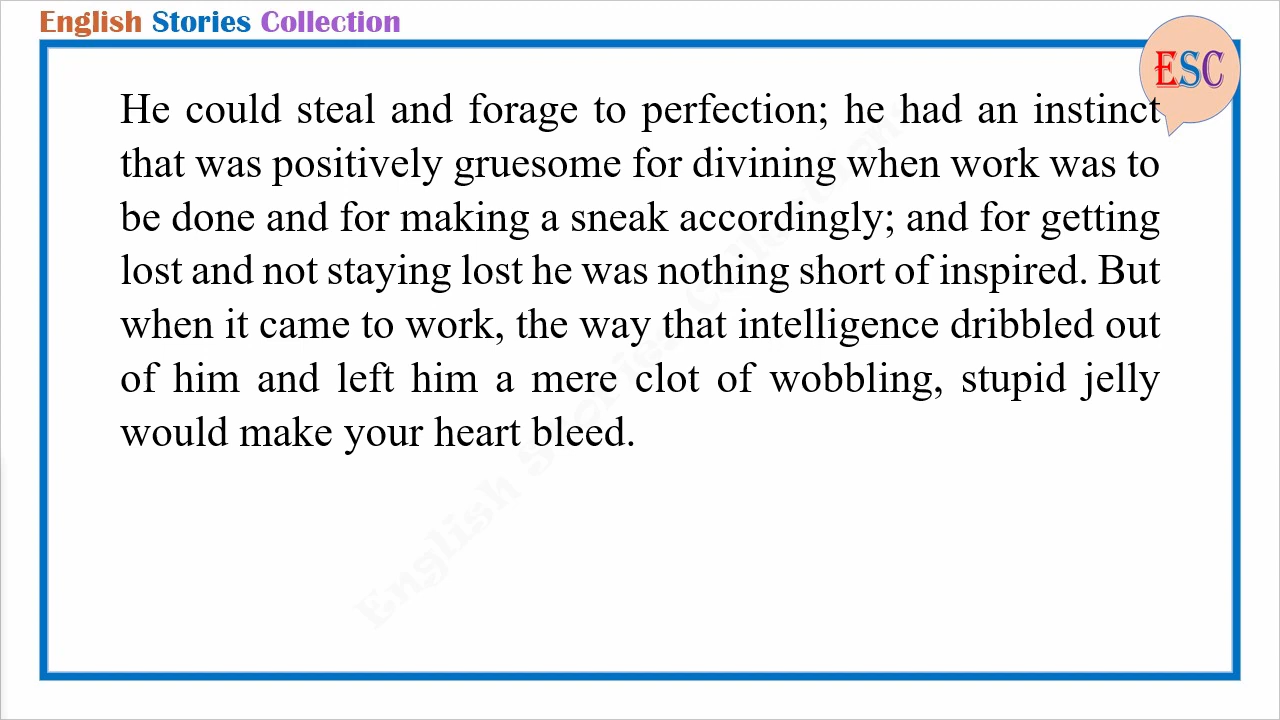 English Stories Collection
ESC
He could steal and forage to perfection; he had an instinct
that was positively gruesome for divining when work was to
be done and for making a sneak accordingly; and for getting
lost and not staying lost he was nothing short of inspired. But
when it came to work, the way that intelligence dribbled out
of him and left him a mere clot of wobbling, stupid jelly
would make your heart bleed.
English Stories Collection